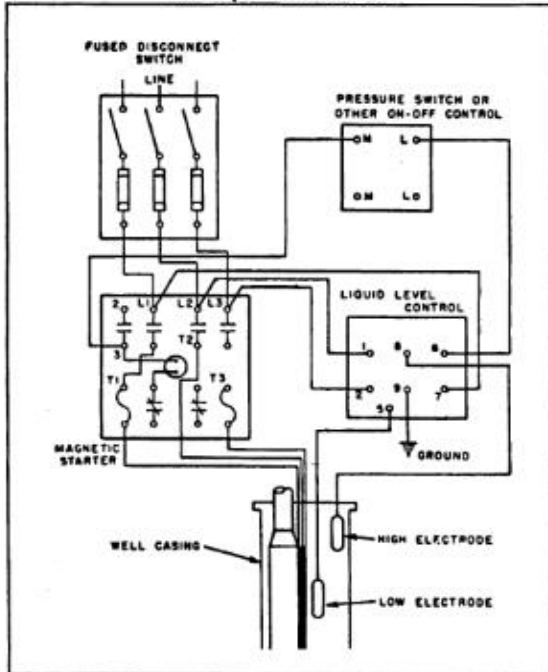 FUSED DISCONNECT
SWITCH
LINE
PRESSURE SWITCH OR
OTHER ON-OFF CONTROL
M L
M L
2 L1 L2 L3
LIQUID LEVEL
CONTROL
T2
1 8 6
3
T1 T3
2 9 7
5
GROUND
MAGNETIC
STARTER
WELL CASING
HIGH ELECTRODE
LOW ELECTRODE